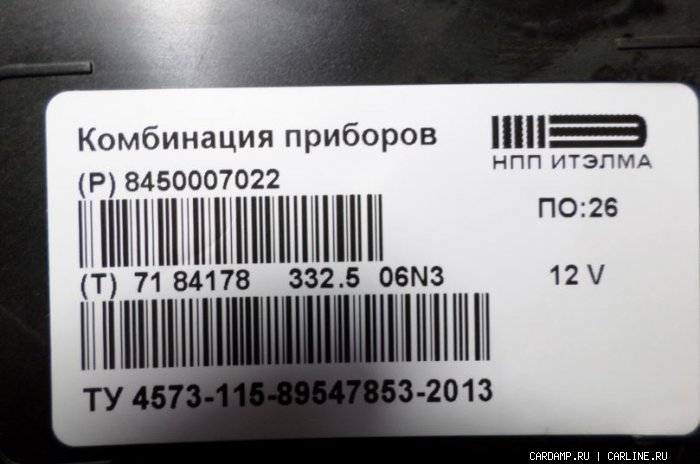 Комбинация приборов
НПП ИТЭЛМА
(P) 8450007022
ПО:26
(T) 71 84178 332.5 06N3
12 V
ТУ 4573-115-89547853-2013
CARDAMP.RU | CARLINE.RU